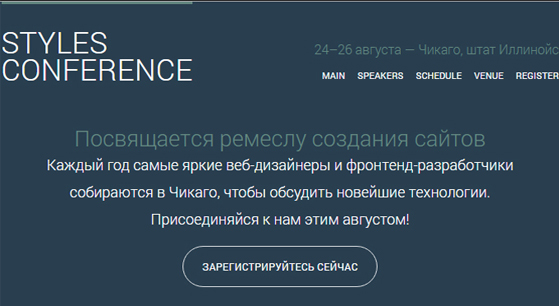 STYLES
CONFERENCE
24–26 августа — Чикаго, штат Иллинойс
MAIN SPEAKERS SCHEDULE VENUE REGISTER
Посвящается ремеслу создания сайтов
Каждый год самые яркие веб-дизайнеры и фронтенд-разработчики
собираются в Чикаго, чтобы обсудить новейшие технологии.
Присоединяйся к нам этим августом!
ЗАРЕГИСТРИРУЙТЕСЬ СЕЙЧАС